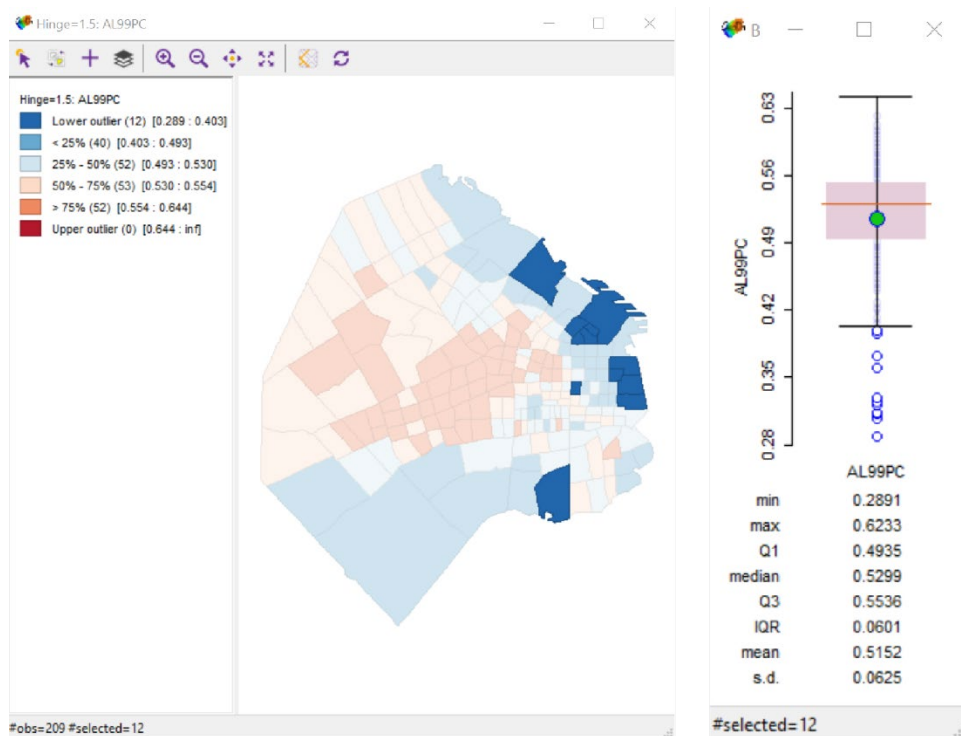 Hinge=1.5: AL99PC
Hinge=1.5: AL99PC
Lower outlier (12) [0.289 : 0.403]
< 25% (40) [0.403 : 0.493]
25% - 50% (52) [0.493 : 0.530]
50% - 75% (53) [0.530 : 0.554]
> 75% (52) [0.554 : 0.644]
Upper outlier (0) [0.644 : inf]
#obs=209 #selected=12
B
0.63
0.56
0.49
0.42
0.35
0.28
AL99PC
AL99PC
min 0.2891
max 0.6233
Q1 0.4935
median 0.5299
Q3 0.5536
IQR 0.0601
mean 0.5152
s.d. 0.0625
#selected=12